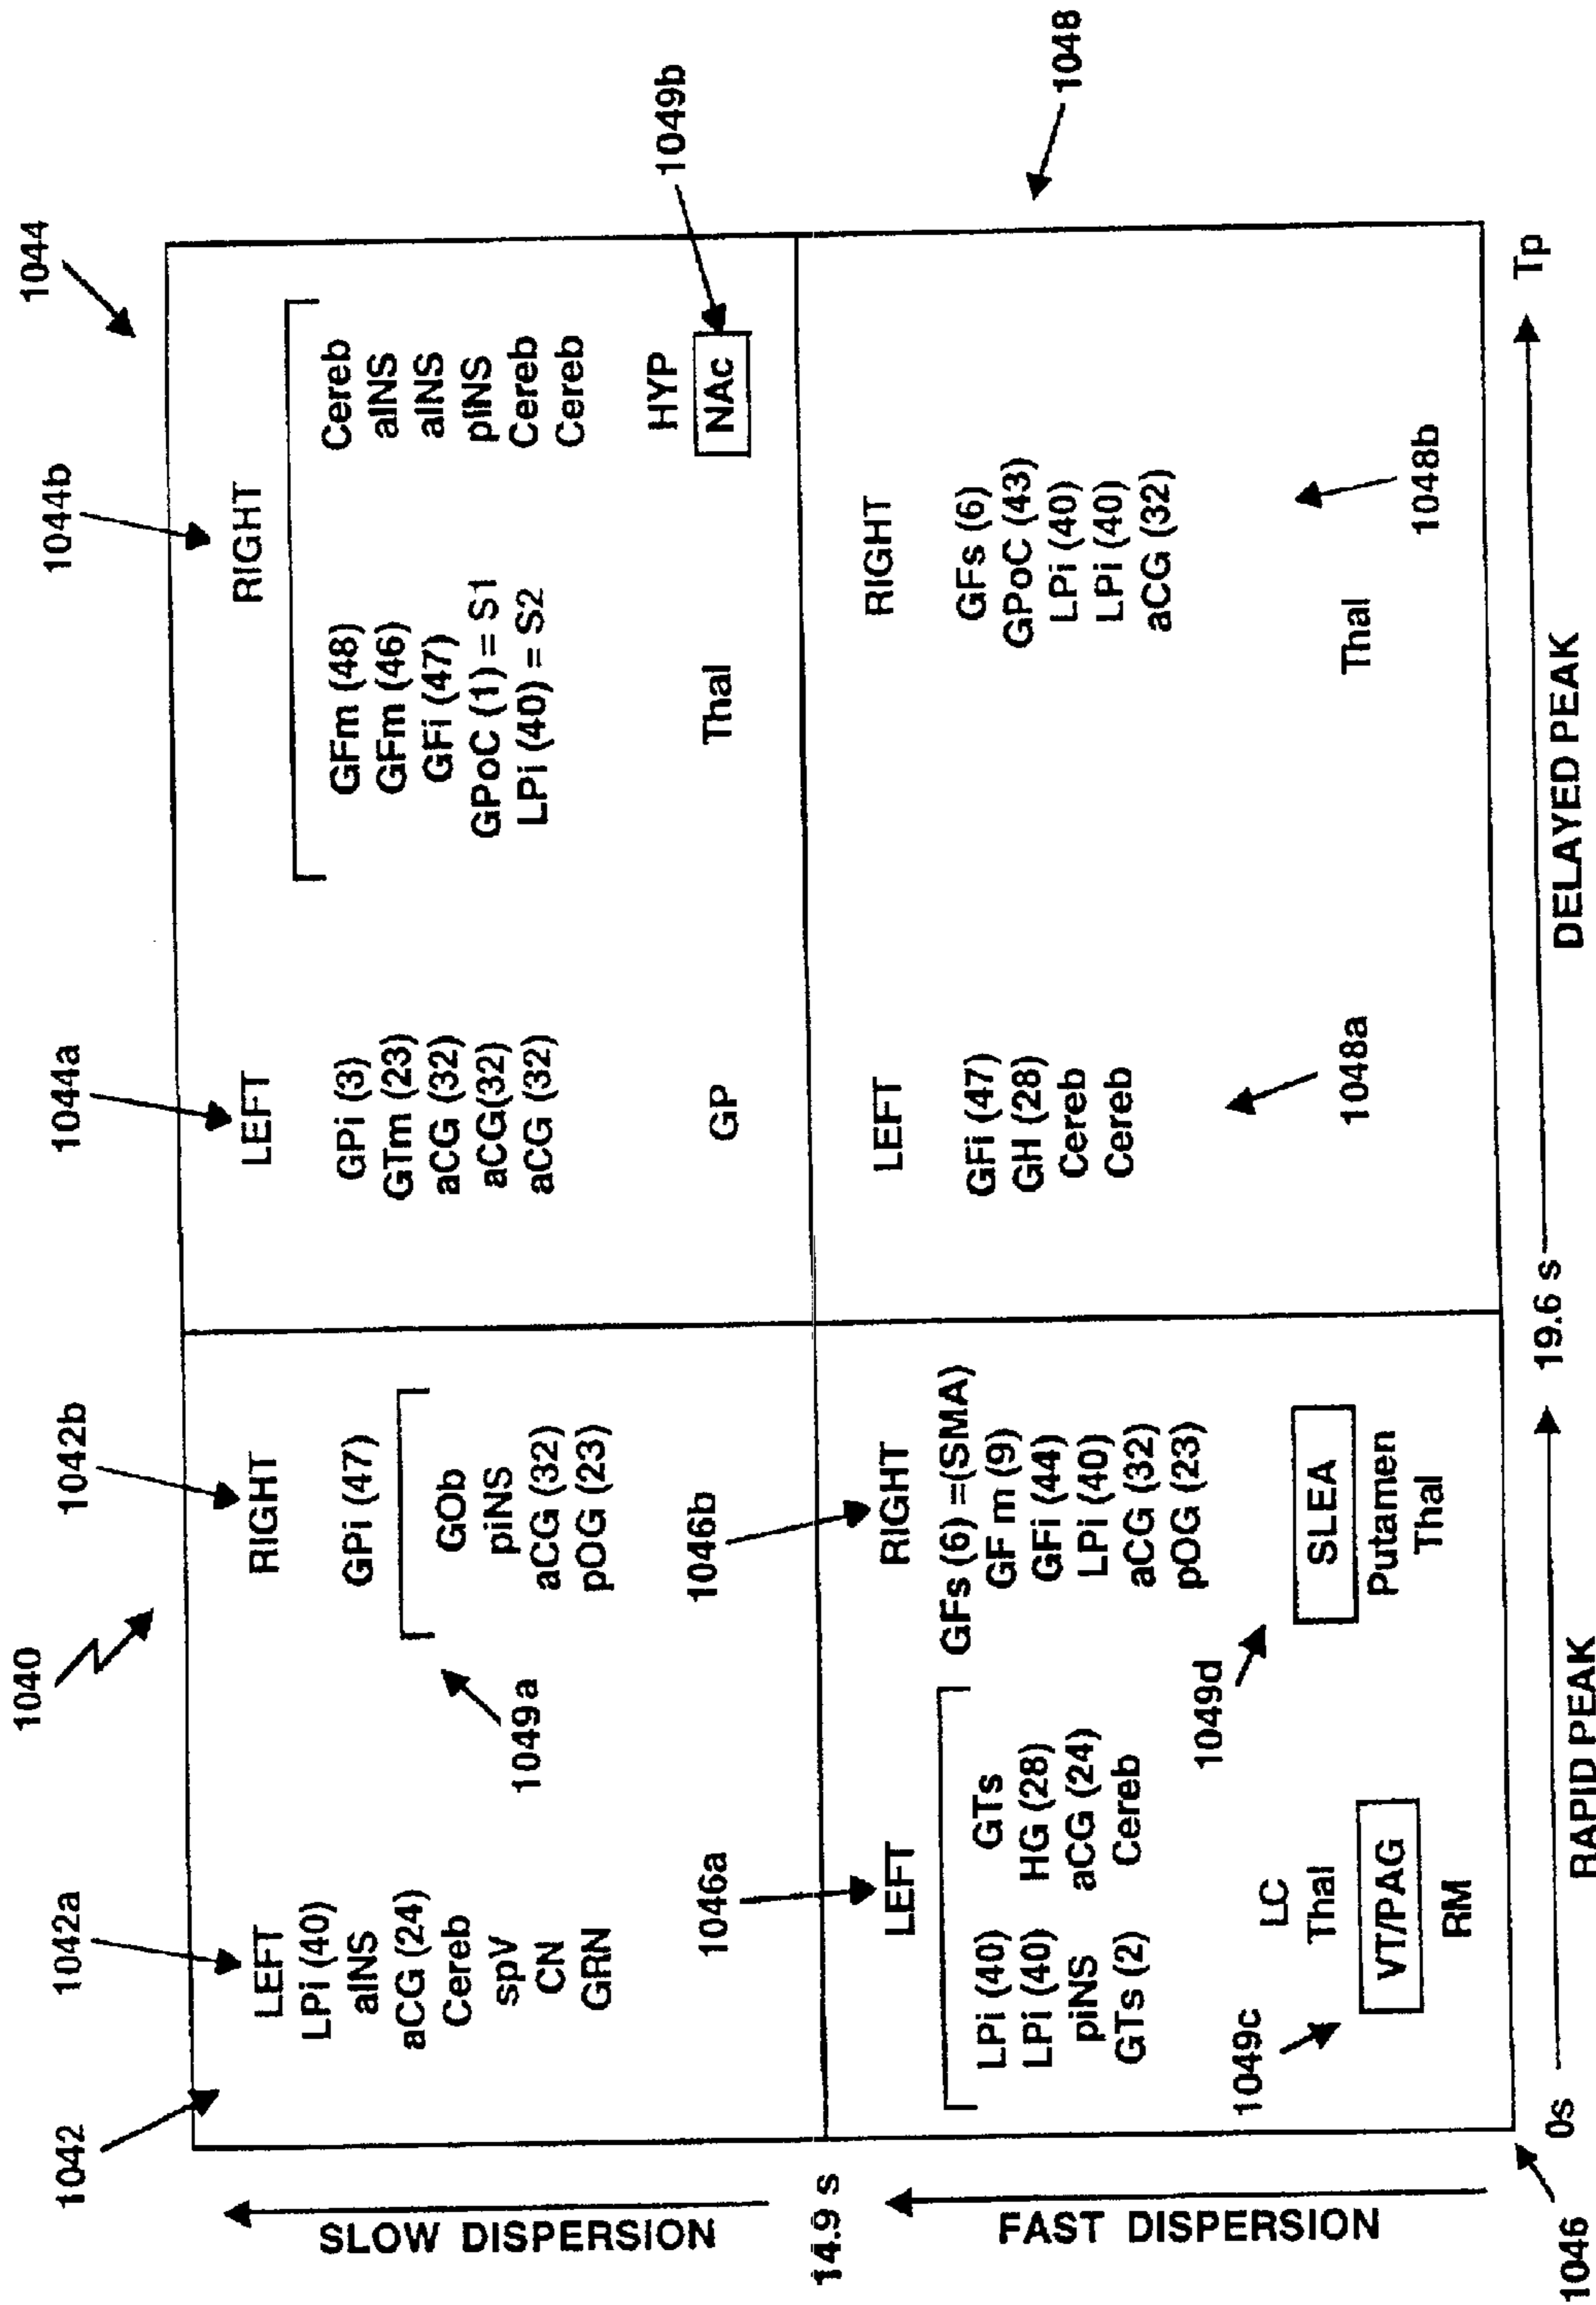 1040
1042
1042a
LEFT
LPi (40)
aINS
aCG (24)
Cereb
spV
CN
GRN
1042b
RIGHT
GPi (47)
GOb
piNS
aCG (32)
pOG (23)
1049a
1044
1044a
LEFT
GPi (3)
GTm (23)
aCG (32)
aCG(32)
aCG (32)
GP
1044b
RIGHT
GFm (48)
GFm (46)
GFi (47)
GPoC (1) = S1
LPi (40) = S2
Thal
Cereb
aINS
aINS
pINS
Cereb
Cereb
HYP
NAc
1049b
SLOW DISPERSION
14.9 s
FAST DISPERSION
1046
1046a
LEFT
LPi (40)
LPi (40)
piNS
GTs (2)
GTs
HG (28)
aCG (24)
Cereb
LC
Thal
VT/PAG
RM
1049c
1046b
RIGHT
GFs (6) =(SMA)
GF m (9)
GFi (44)
LPi (40)
aCG (32)
pOG (23)
1049d
SLEA
Putamen
Thal
1048
LEFT
GFi (47)
GH (28)
Cereb
Cereb
1048a
RIGHT
GFs (6)
GPoC (43)
LPi (40)
LPi (40)
aCG (32)
Thal
1048b
0s
19.6 s
Tp
RAPID PEAK
DELAYED PEAK